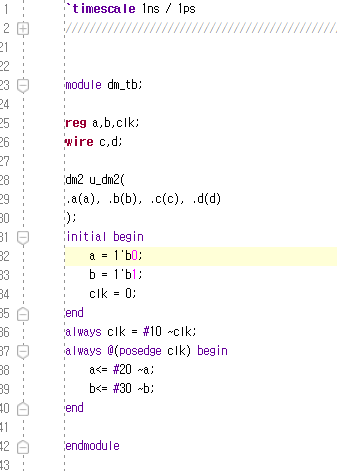 1 `timescale 1ns / 1ps
2 ////////////////////////////////////////////////
21
22
23 module dm_tb;
24
25 reg a,b,clk;
26 wire c,d;
27
28 dm2 u_dm2(
29 .a(a), .b(b), .c(c), .d(d)
30 );
31 initial begin
32 a = 1'b0;
33 b = 1'b1;
34 clk = 0;
35 end
36 always clk = #10 ~clk;
37 always @(posedge clk) begin
38 a<= #20 ~a;
39 b<= #30 ~b;
40 end
41
42 endmodule
43